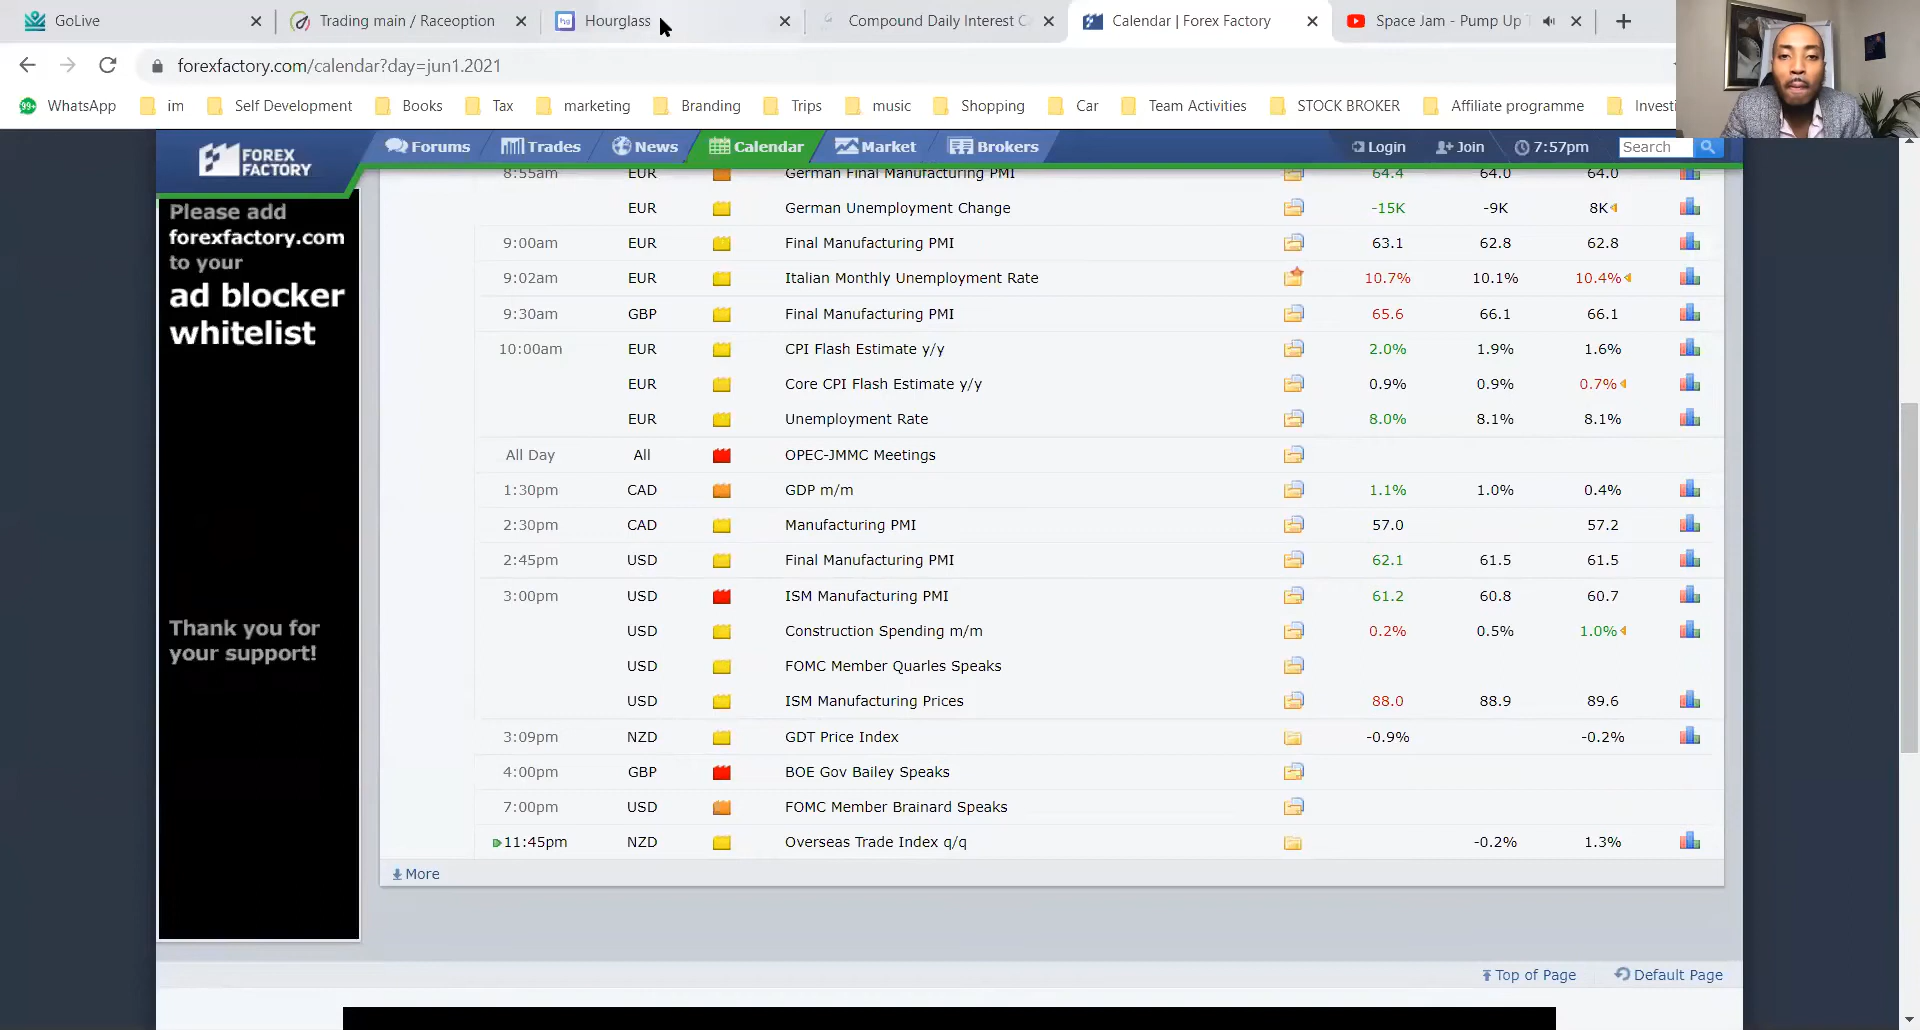 GoLive
Trading main / Raceoption
Hourglass
Compound Daily Interest C
Calendar | Forex Factory
Space Jam - Pump Up T
forexfactory.com/calendar?day=jun1.2021
99+ WhatsApp im Self Development Books Tax marketing Branding Trips music Shopping Car Team Activities STOCK BROKER Affiliate programme Investi
FOREX
FACTORY
Forums Trades News Calendar Market Brokers Login Join 7:57pm Search
Please add
forexfactory.com
to your
ad blocker
whitelist
Thank you for
your support!
8:55am EUR German Final Manufacturing PMI 64.4 64.0 64.0
EUR German Unemployment Change -15K -9K 8K
9:00am EUR Final Manufacturing PMI 63.1 62.8 62.8
9:02am EUR Italian Monthly Unemployment Rate 10.7% 10.1% 10.4%
9:30am GBP Final Manufacturing PMI 65.6 66.1 66.1
10:00am EUR CPI Flash Estimate y/y 2.0% 1.9% 1.6%
EUR Core CPI Flash Estimate y/y 0.9% 0.9% 0.7%
EUR Unemployment Rate 8.0% 8.1% 8.1%
All Day All OPEC-JMMC Meetings
1:30pm CAD GDP m/m 1.1% 1.0% 0.4%
2:30pm CAD Manufacturing PMI 57.0 57.2
2:45pm USD Final Manufacturing PMI 62.1 61.5 61.5
3:00pm USD ISM Manufacturing PMI 61.2 60.8 60.7
USD Construction Spending m/m 0.2% 0.5% 1.0%
USD FOMC Member Quarles Speaks
USD ISM Manufacturing Prices 88.0 88.9 89.6
3:09pm NZD GDT Price Index -0.9% -0.2%
4:00pm GBP BOE Gov Bailey Speaks
7:00pm USD FOMC Member Brainard Speaks
11:45pm NZD Overseas Trade Index q/q -0.2% 1.3%
More
Top of Page Default Page